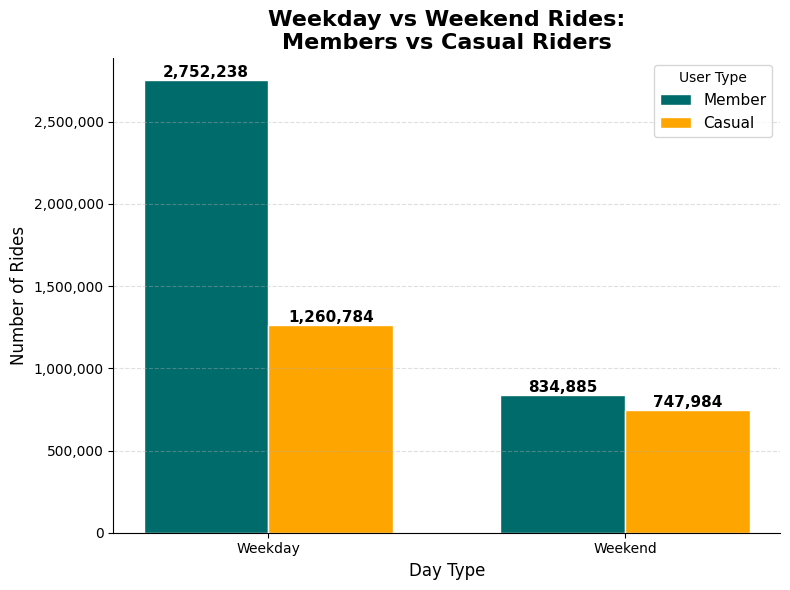 Weekday vs Weekend Rides:
Members vs Casual Riders
User Type
Member
Casual
Number of Rides
2,500,000
2,000,000
1,500,000
1,000,000
500,000
0
2,752,238
1,260,784
834,885
747,984
Weekday
Weekend
Day Type